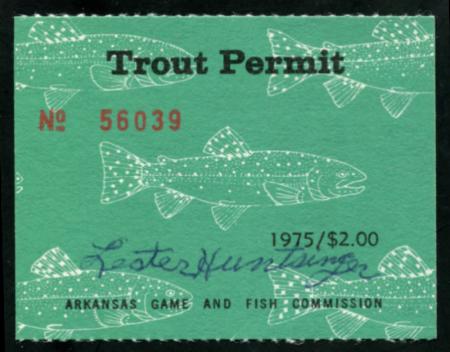 Trout Permit
№ 56039
1975/$2.00
Lester Huntsinger
ARKANSAS GAME AND FISH COMMISSION